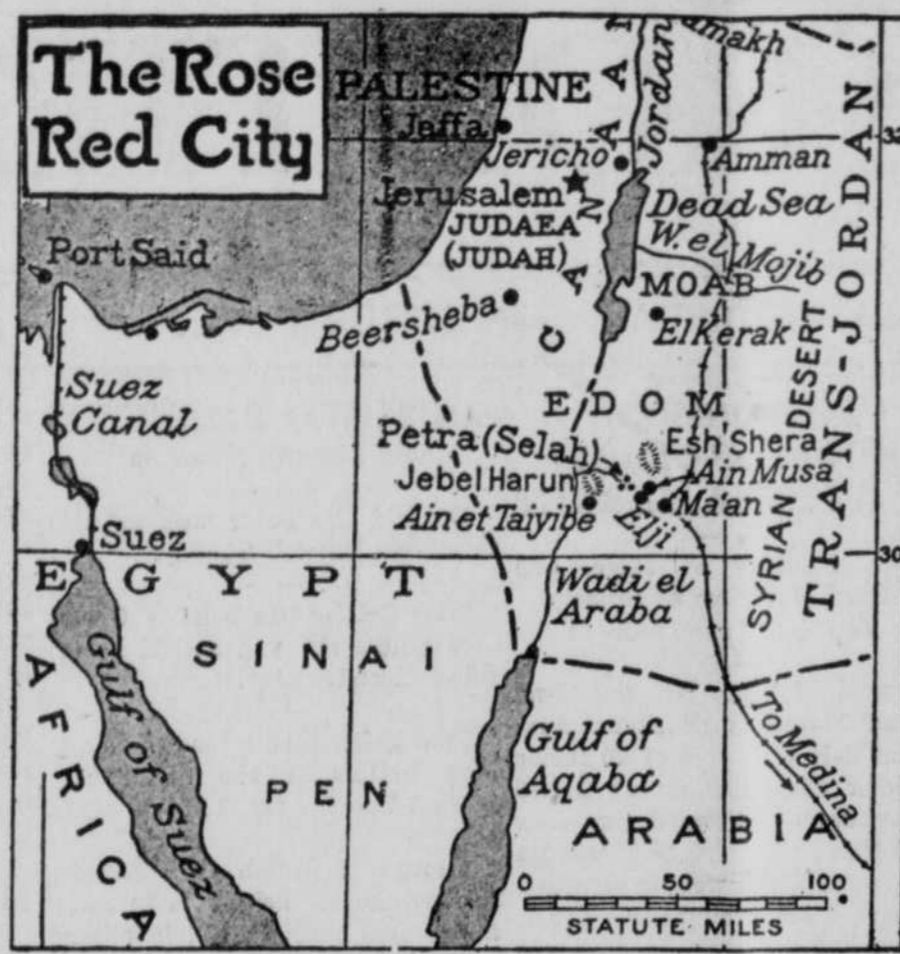 The Rose
Red City
PALESTINE
Jaffa
Jericho
Jerusalem
JUDAEA
(JUDAH)
CANAAN
Jordan
Amman
Dead Sea
W. el Mojib
MOAB
El Kerak
Port Said
Beersheba
Suez
Canal
EDOM
Petra (Selah)
Esh'Shera
Jebel Harun
Ain Musa
Ain et Taiyibe
Elji
Ma'an
SYRIAN DESERT
TRANS-JORDAN
Suez
30
EGYPT
Wadi el
Araba
SINAI
PEN
AFRICA
Gulf of Suez
Gulf of
Aqaba
To Medina
ARABIA
0 50 100
STATUTE MILES